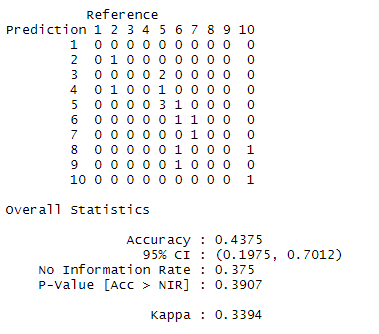 Reference
Prediction 1 2 3 4 5 6 7 8 9 10
1 0 0 0 0 0 0 0 0 0 0
2 0 1 0 0 0 0 0 0 0 0
3 0 0 0 0 2 0 0 0 0 0
4 0 1 0 0 1 0 0 0 0 0
5 0 0 0 0 3 1 0 0 0 0
6 0 0 0 0 0 1 1 0 0 0
7 0 0 0 0 0 0 1 0 0 0
8 0 0 0 0 0 1 0 0 0 1
9 0 0 0 0 0 1 0 0 0 0
10 0 0 0 0 0 0 0 0 0 1
Overall Statistics
Accuracy : 0.4375
95% CI : (0.1975, 0.7012)
No Information Rate : 0.375
P-Value [Acc > NIR] : 0.3907
Kappa : 0.3394